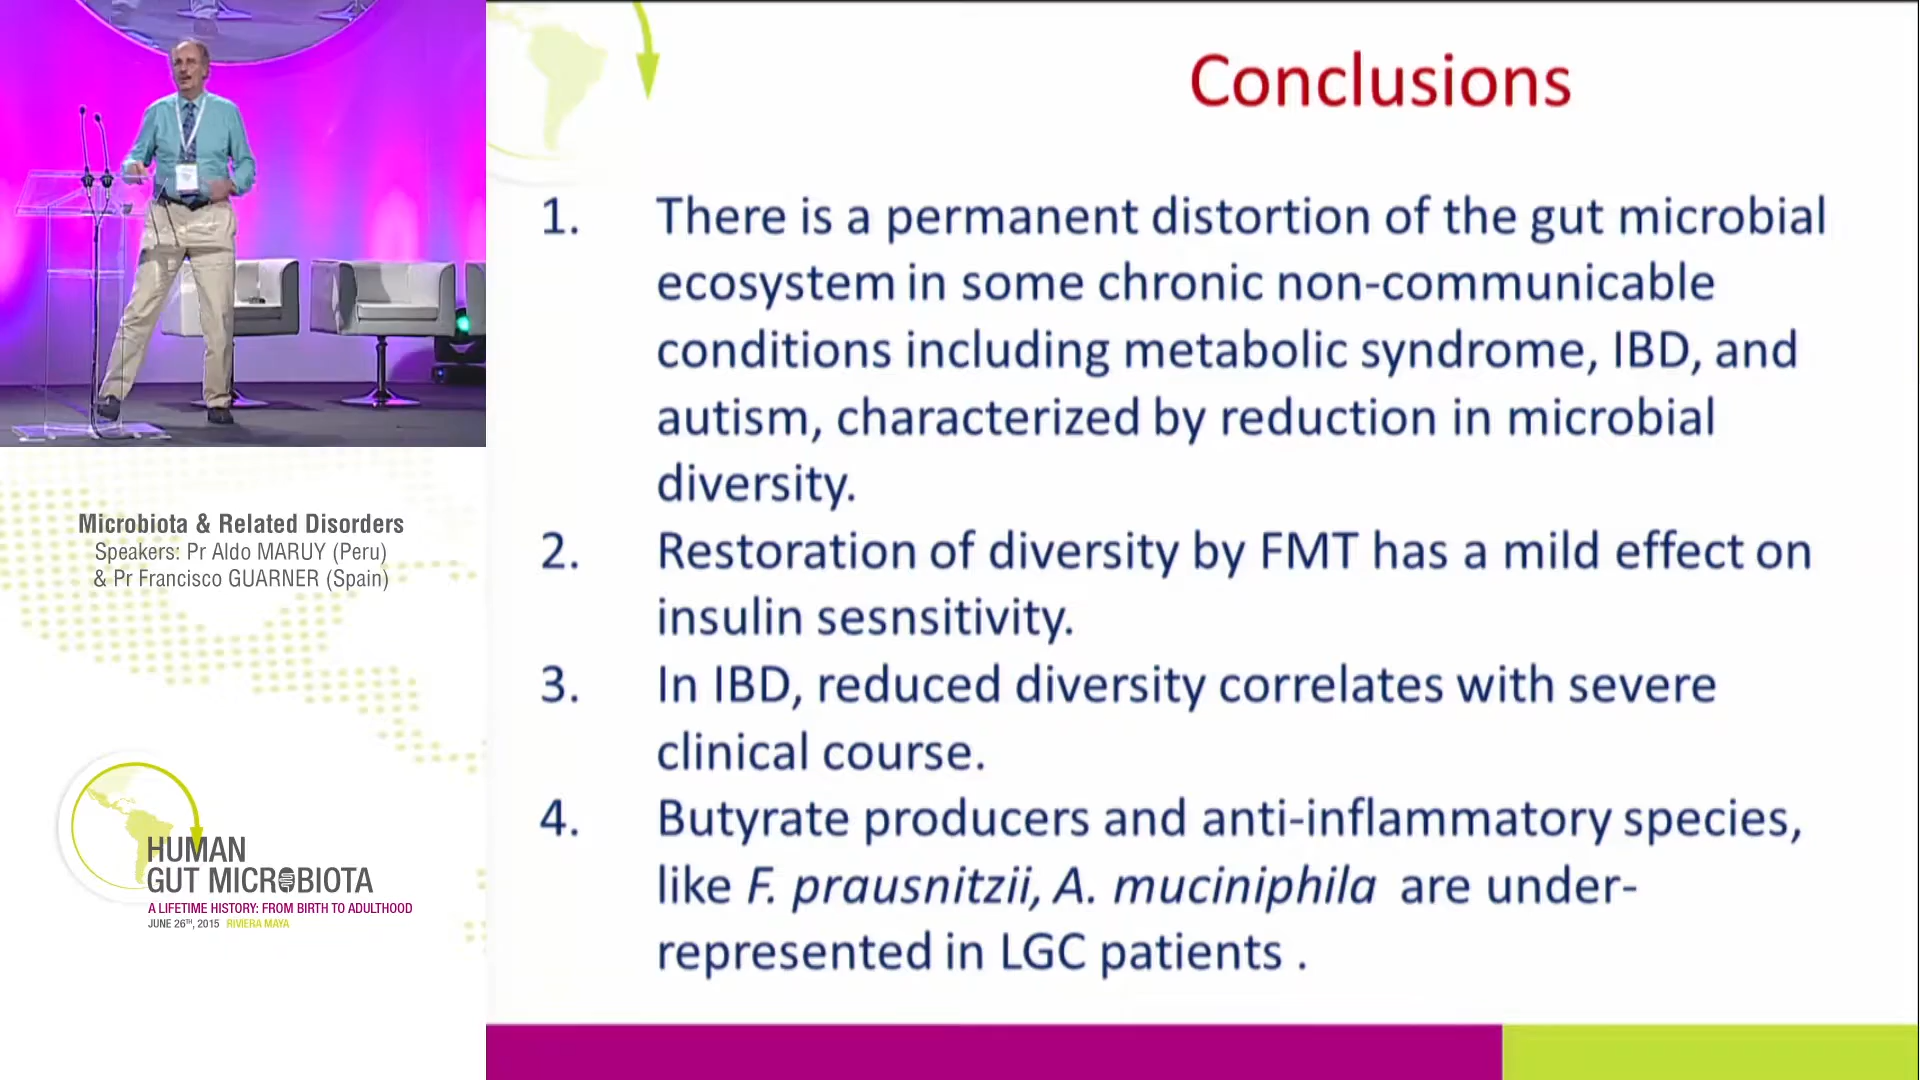 Microbiota & Related Disorders
Speakers: Pr Aldo MARUY (Peru)
& Pr Francisco GUARNER (Spain)
HUMAN
GUT MICROBIOTA
A LIFETIME HISTORY: FROM BIRTH TO ADULTHOOD
JUNE 26TH, 2015 RIVIERA MAYA
Conclusions
1. There is a permanent distortion of the gut microbial
ecosystem in some chronic non-communicable
conditions including metabolic syndrome, IBD, and
autism, characterized by reduction in microbial
diversity.
2. Restoration of diversity by FMT has a mild effect on
insulin sesnsitivity.
3. In IBD, reduced diversity correlates with severe
clinical course.
4. Butyrate producers and anti-inflammatory species,
like F. prausnitzii, A. muciniphila are under-
represented in LGC patients .